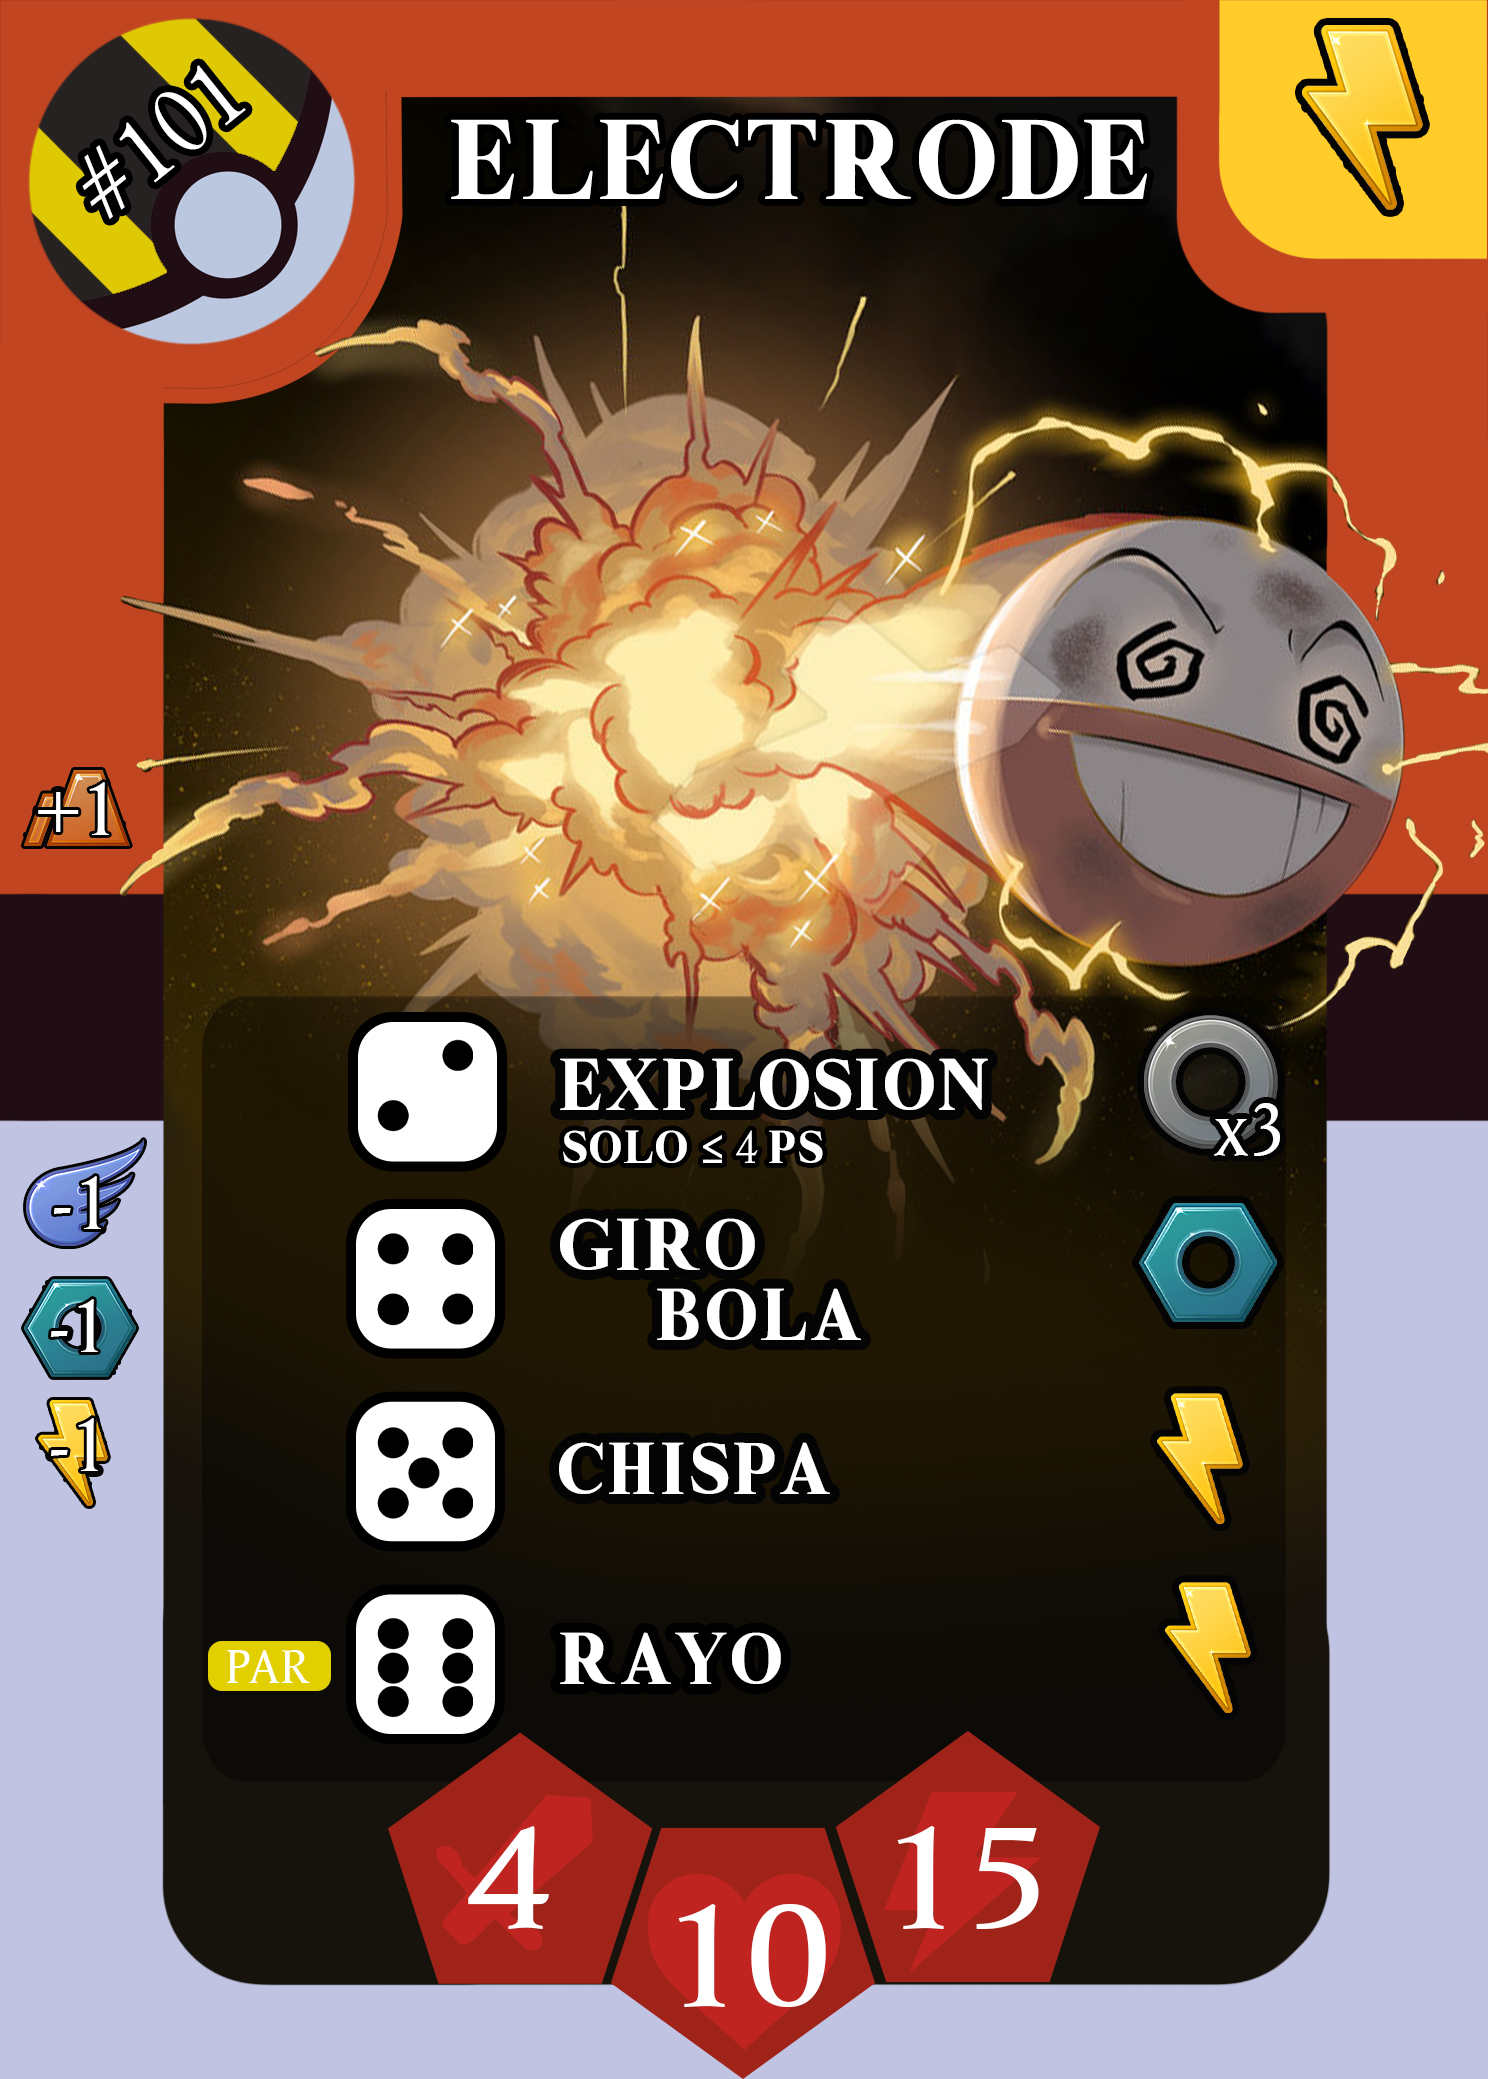 #101
ELECTRODE
+1
EXPLOSION
SOLO ≤ 4 PS
x3
-1
GIRO
BOLA
-1
CHISPA
-1
PAR
RAYO
4
10
15